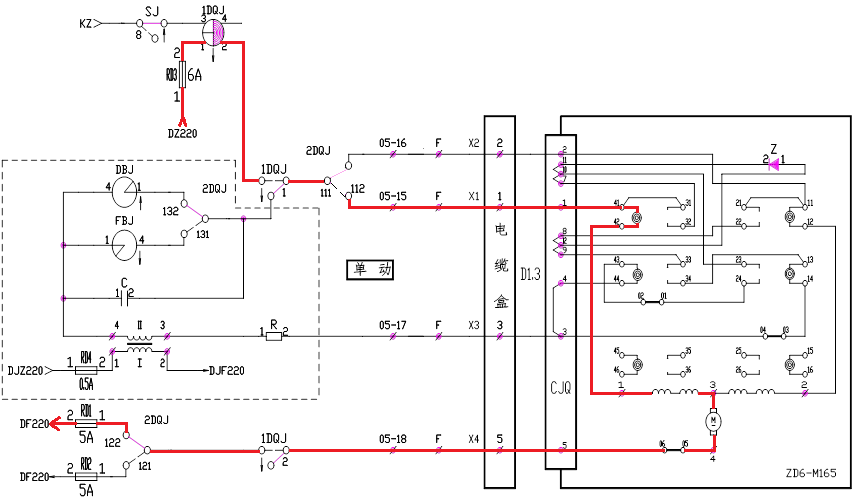 SJ
1DQJ
KZ
3 4
8
1 2
2
RD3 6A
1
DZ220
2DQJ
05-16 F X2 2
1DQJ
1
111
112
05-15 F X1 1
电
缆
盒
DBJ
4 1
2DQJ
132
FBJ
131
1 4
C
1 2
单 动
4 II 3
R
1 2
05-17 F X3 3
1 I 2
DJZ220 1 RD4 2
0.5A
DJF220
DF220 2 RD1 1
5A
2DQJ
122
121
1DQJ
2
05-18 F X4 5
DF220 2 RD2 1
5A
D1.3
CJQ
2
11
10
7
1
8
12
9
4
3
5
Z
2 1
41 31 21 11
42 32 22 12
43 33 23 13
44 34 24 14
02 01
04 03
45 35 25 15
46 36 26 16
1 3 2
M
06 05
4
ZD6-M165